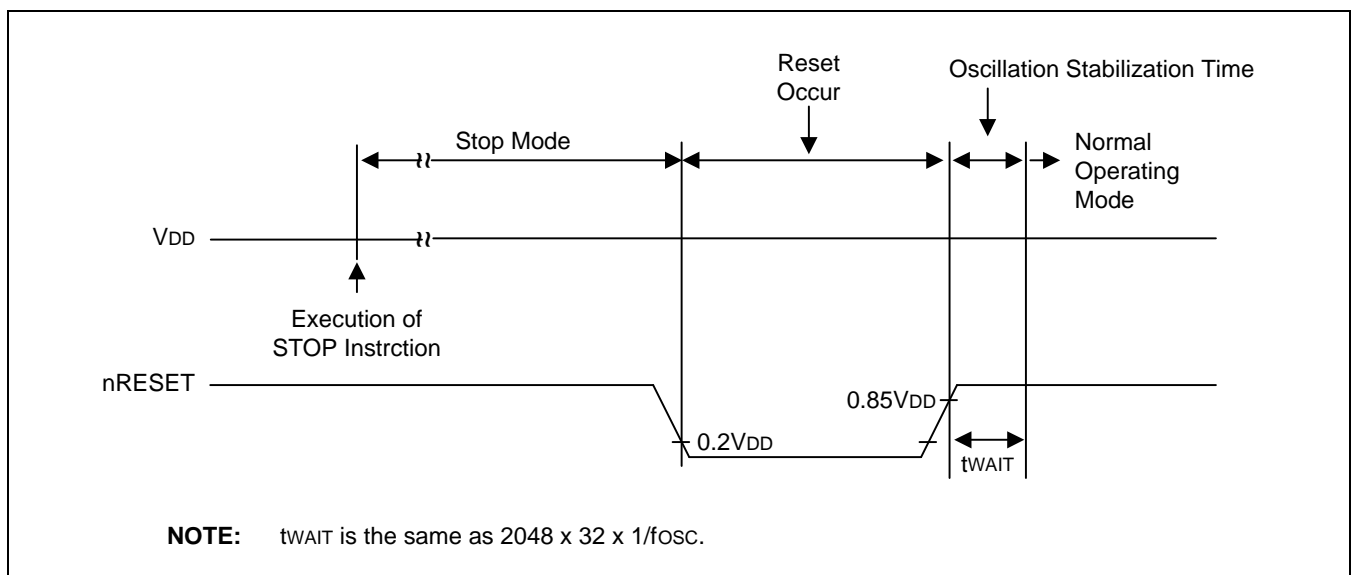 Reset
Occur
Oscillation Stabilization Time
Stop Mode
Normal
Operating
Mode
VDD
Execution of
STOP Instrction
nRESET
0.85VDD
0.2VDD
tWAIT
NOTE: tWAIT is the same as 2048 x 32 x 1/fOSC.